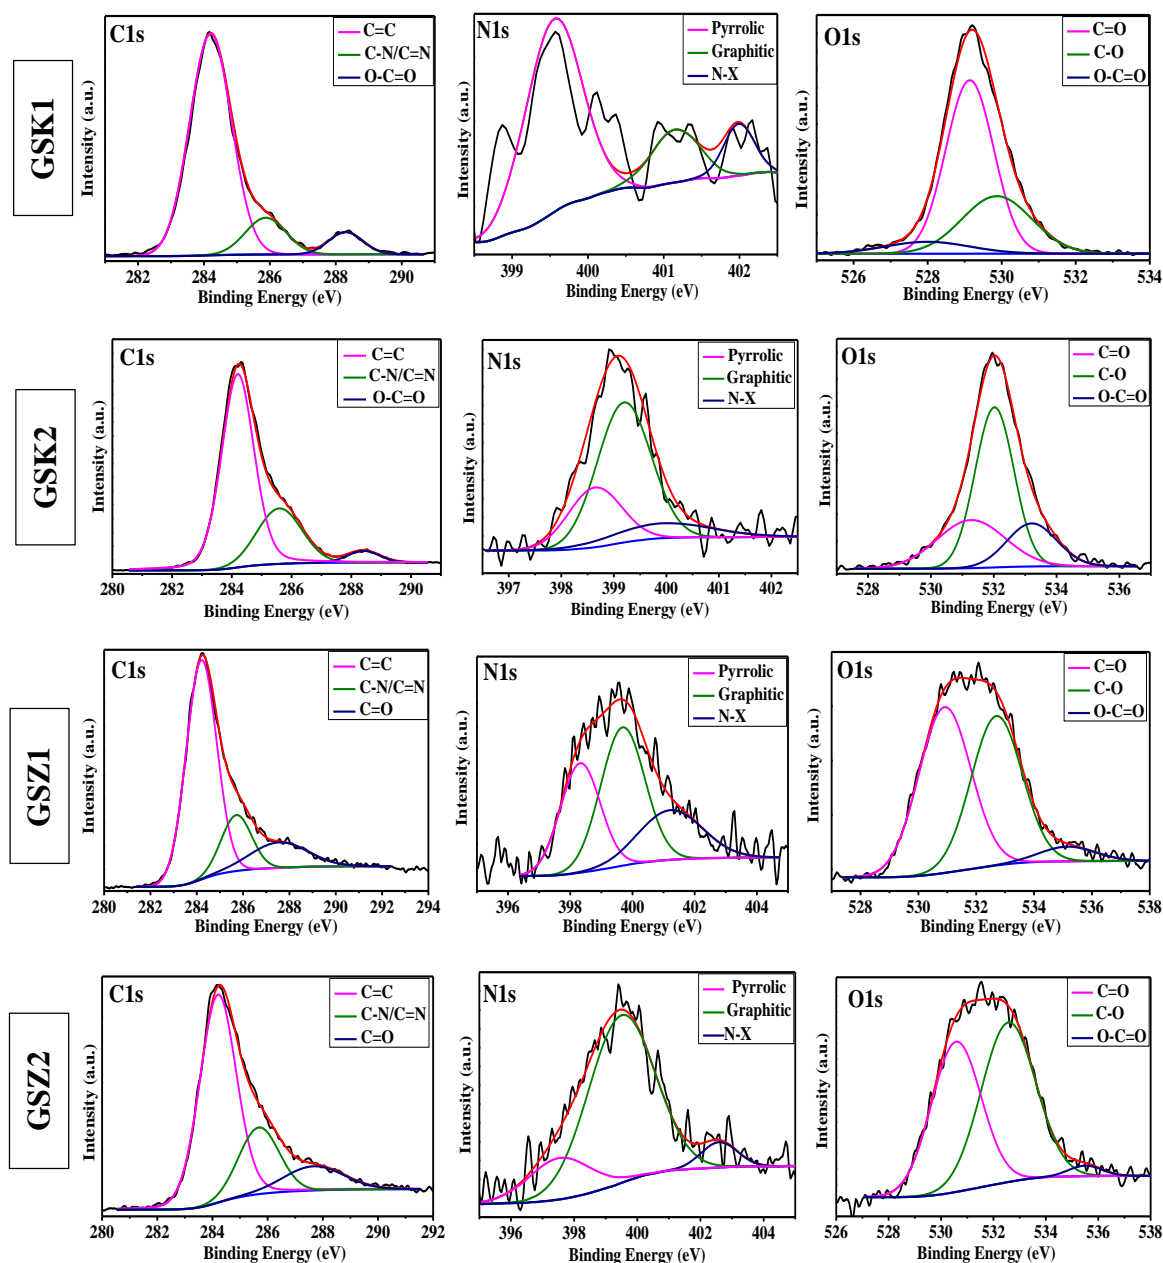 GSK1
C1s
C=C
C-N/C=N
O-C=O
Intensity (a.u.)
282 284 286 288 290
Binding Energy (eV)
N1s
Pyrrolic
Graphitic
N-X
Intensity (a.u.)
399 400 401 402
Binding Energy (eV)
O1s
C=O
C-O
O-C=O
Intensity (a.u.)
526 528 530 532 534
Binding Energy (eV)
GSK2
C1s
C=C
C-N/C=N
O-C=O
Intensity (a.u.)
280 282 284 286 288 290
Binding Energy (eV)
N1s
Pyrrolic
Graphitic
N-X
Intensity (a.u.)
397 398 399 400 401 402
Binding Energy (eV)
O1s
C=O
C-O
O-C=O
Intensity (a.u.)
528 530 532 534 536
Binding Energy (eV)
GSZ1
C1s
C=C
C-N/C=N
C=O
Intensity (a.u.)
280 282 284 286 288 290 292 294
Binding Energy (eV)
N1s
Pyrrolic
Graphitic
N-X
Intensity (a.u.)
396 398 400 402 404
Binding Energy (eV)
O1s
C=O
C-O
O-C=O
Intensity (a.u.)
528 530 532 534 536 538
Binding Energy (eV)
GSZ2
C1s
C=C
C-N/C=N
C=O
Intensity (a.u.)
280 282 284 286 288 290 292
Binding Energy (eV)
N1s
Pyrrolic
Graphitic
N-X
Intensity (a.u.)
396 398 400 402 404
Binding Energy (eV)
O1s
C=O
C-O
O-C=O
Intensity (a.u.)
526 528 530 532 534 536 538
Binding Energy (eV)